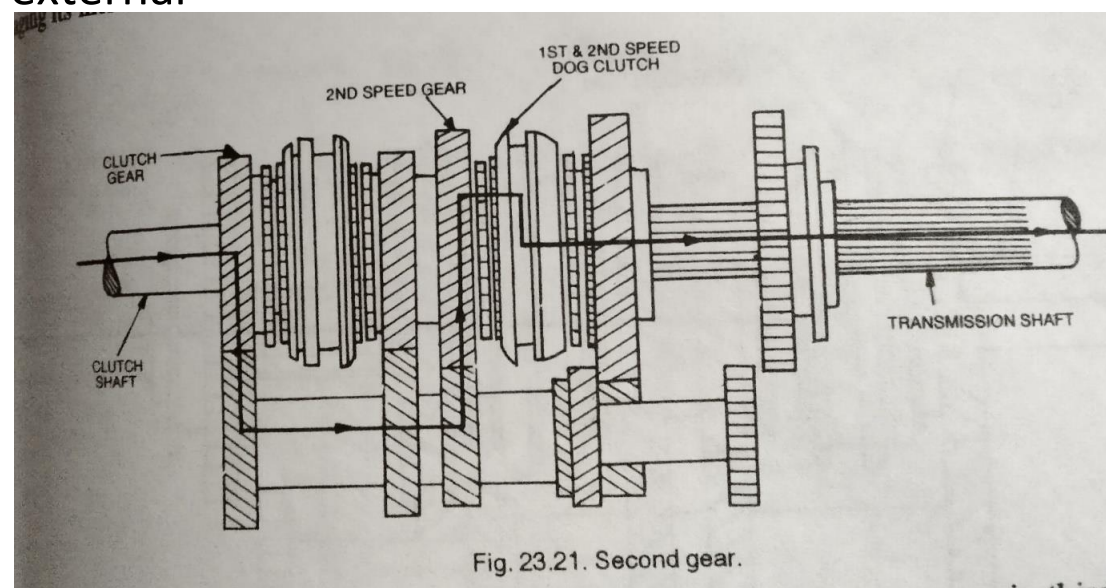 external
1ST & 2ND SPEED
DOG CLUTCH
2ND SPEED GEAR
CLUTCH
GEAR
CLUTCH
SHAFT
TRANSMISSION SHAFT
Fig. 23.21. Second gear.